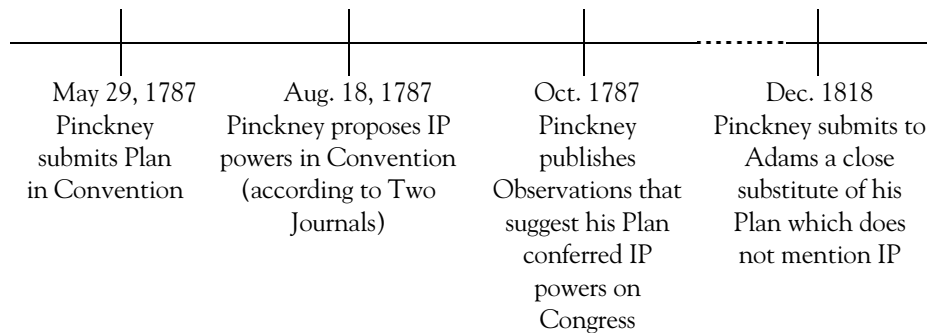 May 29, 1787
Pinckney
submits Plan
in Convention
Aug. 18, 1787
Pinckney proposes IP
powers in Convention
(according to Two
Journals)
Oct. 1787
Pinckney
publishes
Observations that
suggest his Plan
conferred IP
powers on
Congress
Dec. 1818
Pinckney submits to
Adams a close
substitute of his
Plan which does
not mention IP